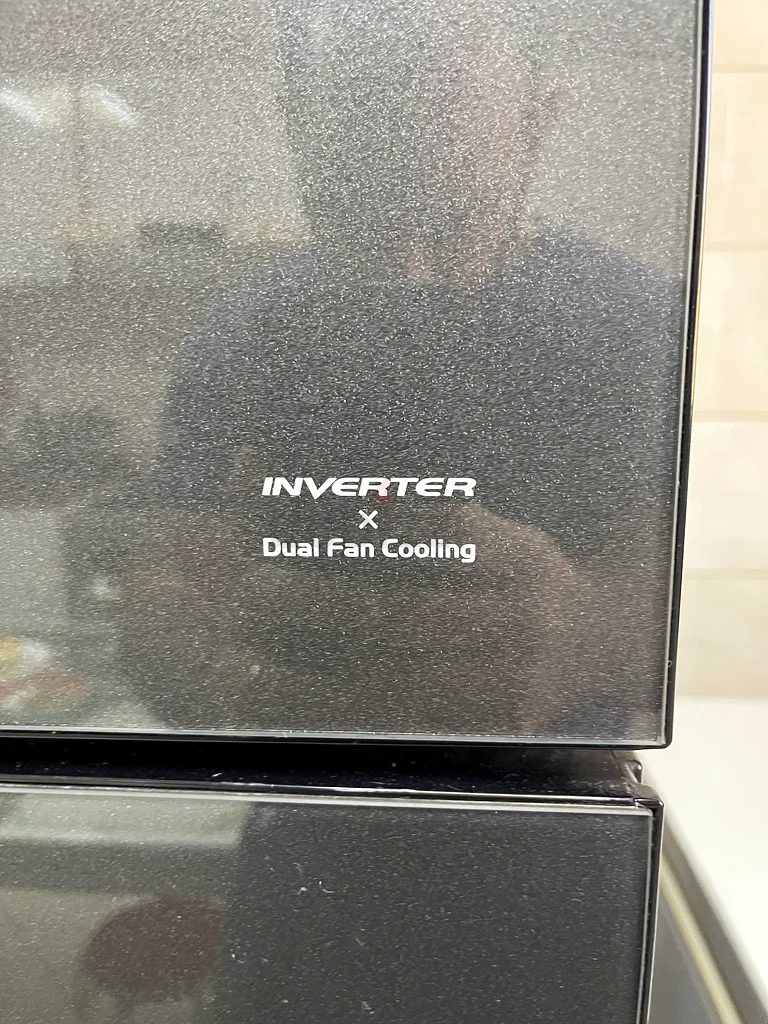 INVERTER
×
Dual Fan Cooling